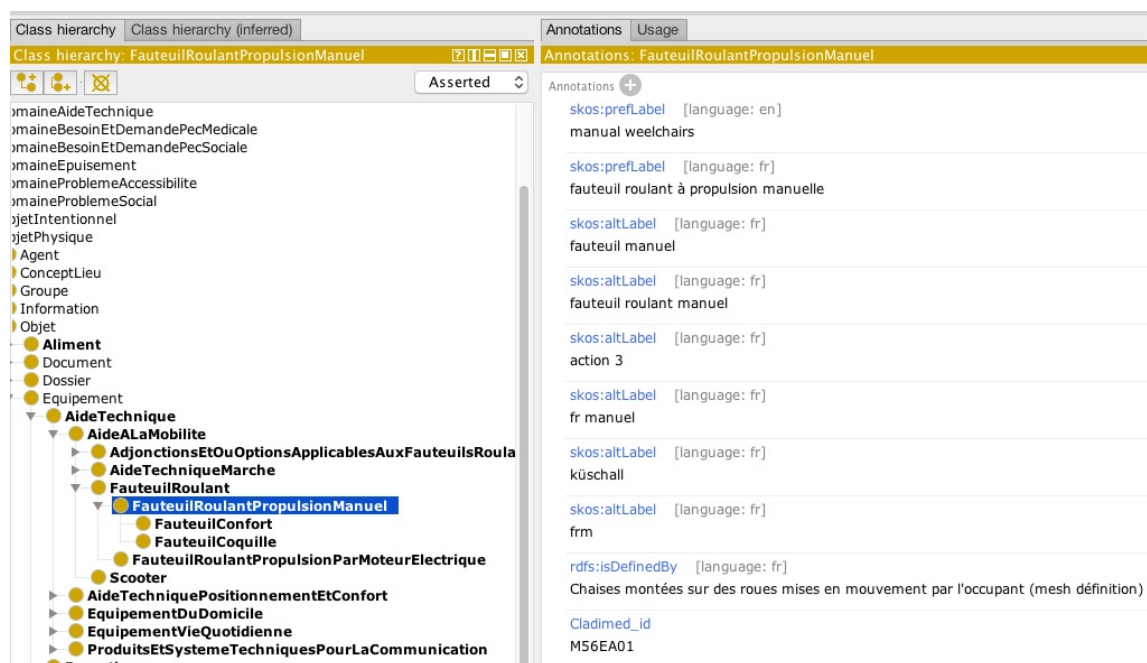 Class hierarchy Class hierarchy (inferred)
Class hierarchy: FauteuilRoulantPropulsionManuel
Asserted
omaineAideTechnique
omaineBesoinEtDemandePecMedicale
omaineBesoinEtDemandePecSociale
omaineEpuisement
omaineProblemeAccessibilite
omaineProblemeSocial
bjetIntentionnel
bjetPhysique
Agent
ConceptLieu
Groupe
Information
Objet
Aliment
Document
Dossier
Equipement
AideTechnique
AideALaMobilite
AdjonctionsEtOuOptionsApplicablesAuxFauteuilsRoula
AideTechniqueMarche
FauteuilRoulant
FauteuilRoulantPropulsionManuel
FauteuilConfort
FauteuilCoquille
FauteuilRoulantPropulsionParMoteurElectrique
Scooter
AideTechniquePositionnementEtConfort
EquipementDuDomicile
EquipementVieQuotidienne
ProduitsEtSystemeTechniquesPourLaCommunication
Annotations Usage
Annotations: FauteuilRoulantPropulsionManuel
Annotations
skos:prefLabel [language: en]
manual weelchairs
skos:prefLabel [language: fr]
fauteuil roulant à propulsion manuelle
skos:altLabel [language: fr]
fauteuil manuel
skos:altLabel [language: fr]
fauteuil roulant manuel
skos:altLabel [language: fr]
action 3
skos:altLabel [language: fr]
fr manuel
skos:altLabel [language: fr]
küschall
skos:altLabel [language: fr]
frm
rdfs:isDefinedBy [language: fr]
Chaises montées sur des roues mises en mouvement par l'occupant (mesh définition)
Cladimed_id
M56EA01